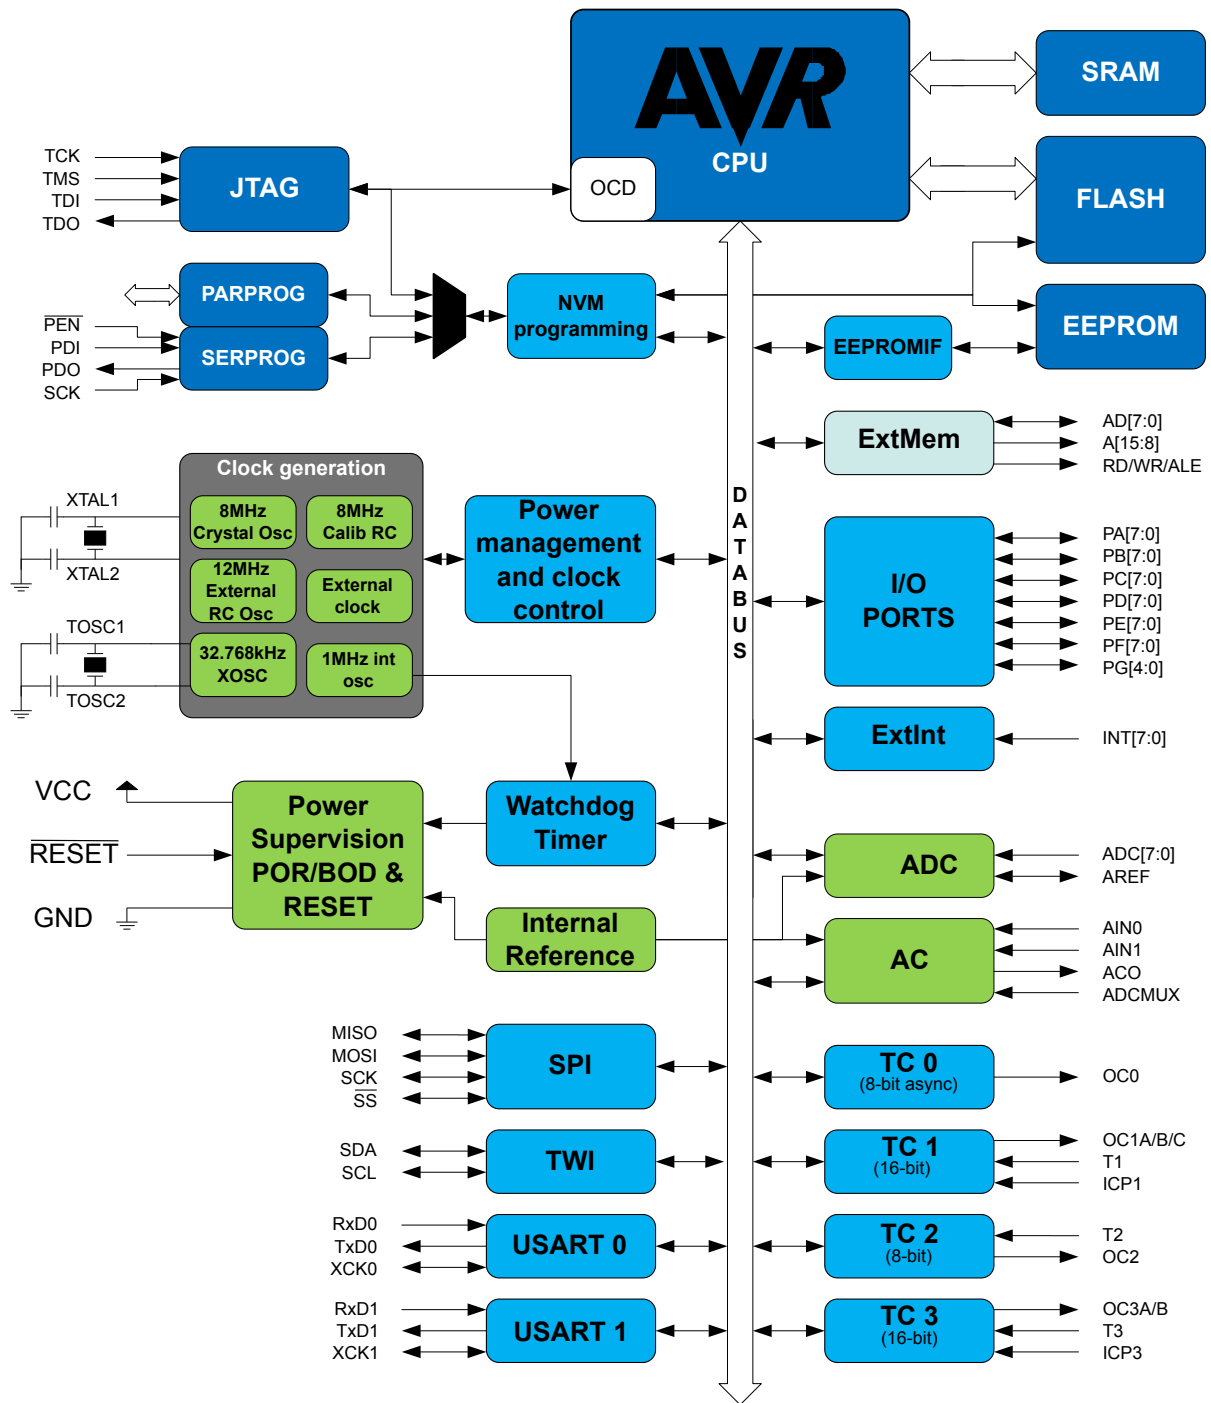 AVR
CPU
OCD
SRAM
FLASH
EEPROM
TCK
TMS
TDI
TDO
JTAG
PARPROG
SERPROG
PEN
PDI
PDO
SCK
NVM
programming
EEPROMIF
ExtMem
AD[7:0]
A[15:8]
RD/WR/ALE
Clock generation
8MHz
Crystal Osc
8MHz
Calib RC
12MHz
External
RC Osc
External
clock
32.768kHz
XOSC
1MHz int
osc
XTAL1
XTAL2
TOSC1
TOSC2
Power
management
and clock
control
DATABUS
I/O
PORTS
PA[7:0]
PB[7:0]
PC[7:0]
PD[7:0]
PE[7:0]
PF[7:0]
PG[4:0]
ExtInt
INT[7:0]
VCC
RESET
GND
Power
Supervision
POR/BOD &
RESET
Watchdog
Timer
Internal
Reference
ADC
ADC[7:0]
AREF
AC
AIN0
AIN1
ACO
ADCMUX
MISO
MOSI
SCK
SS
SPI
TC 0
(8-bit async)
OC0
SDA
SCL
TWI
TC 1
(16-bit)
OC1A/B/C
T1
ICP1
RxD0
TxD0
XCK0
USART 0
TC 2
(8-bit)
T2
OC2
RxD1
TxD1
XCK1
USART 1
TC 3
(16-bit)
OC3A/B
T3
ICP3